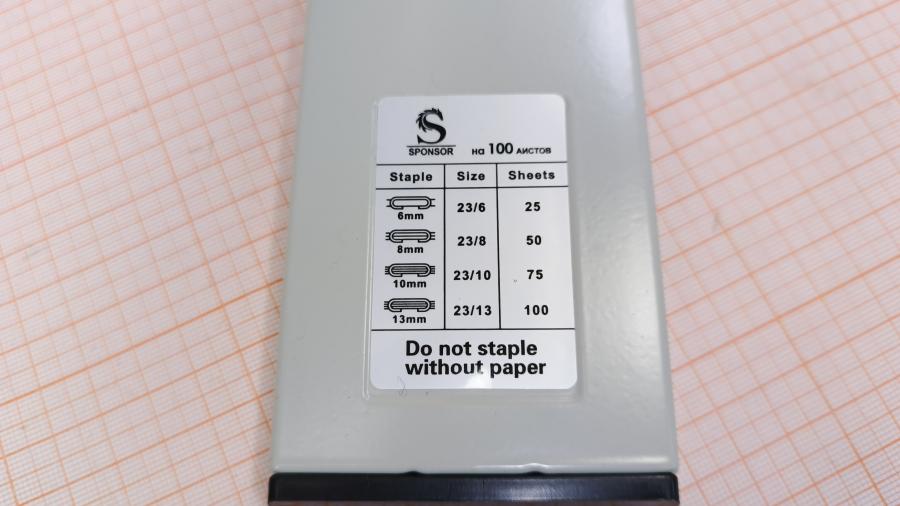 S
SPONSOR на 100 листов
Staple Size Sheets
6mm 23/6 25
8mm 23/8 50
10mm 23/10 75
13mm 23/13 100
Do not staple
without paper